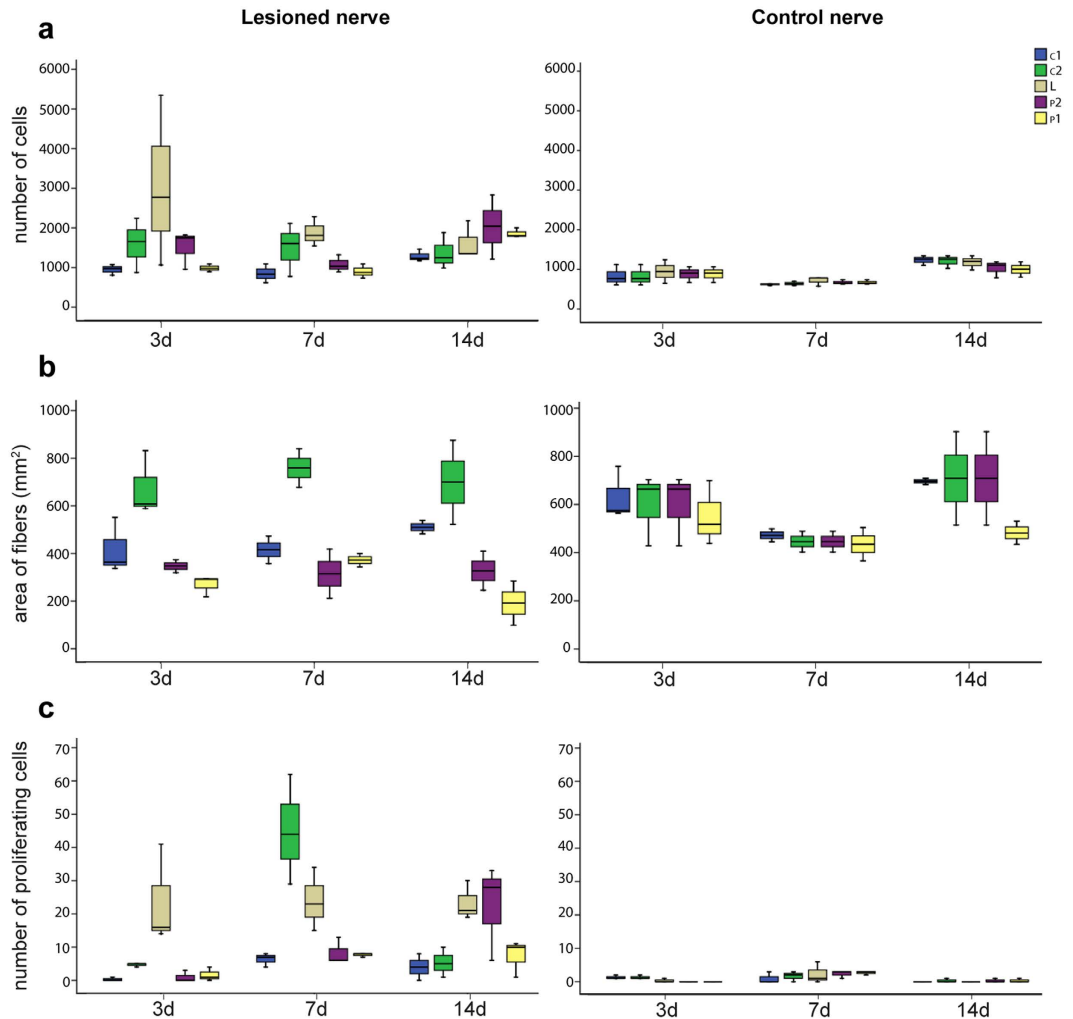 Lesioned nerve
Control nerve
a
number of cells
6000
5000
4000
3000
2000
1000
0
3d
7d
14d
6000
5000
4000
3000
2000
1000
0
3d
7d
14d
C1
C2
L
P2
P1
b
area of fibers (mm²)
1000
800
600
400
200
0
3d
7d
14d
1000
800
600
400
200
0
3d
7d
14d
c
number of proliferating cells
70
60
50
40
30
20
10
0
3d
7d
14d
70
60
50
40
30
20
10
0
3d
7d
14d